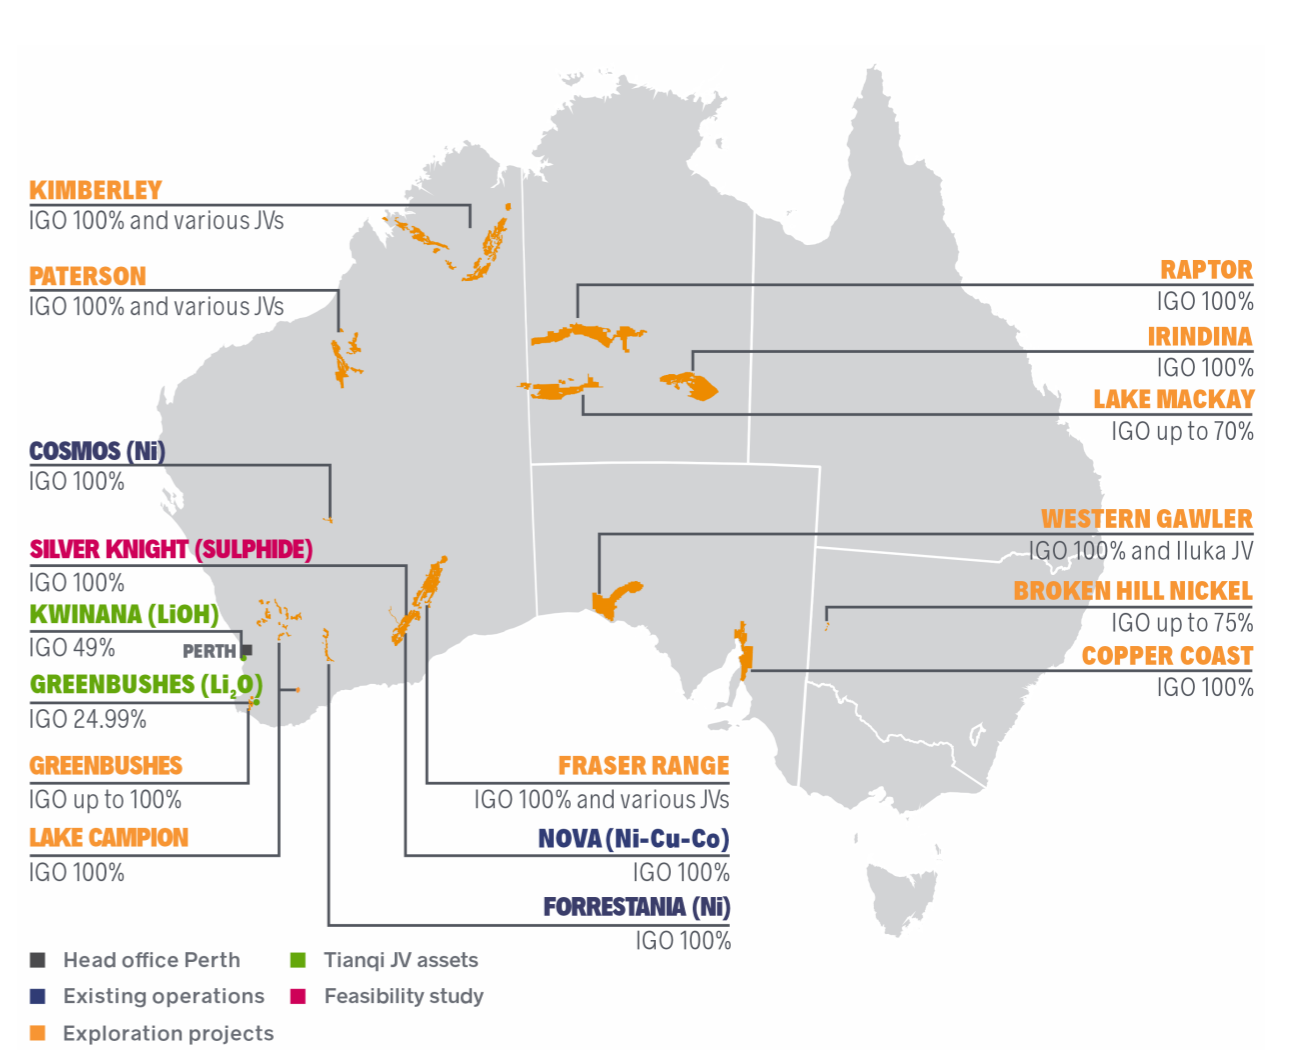 KIMBERLEY
IGO 100% and various JVs
PATERSON
IGO 100% and various JVs
COSMOS (Ni)
IGO 100%
SILVER KNIGHT (SULPHIDE)
IGO 100%
KWINANA (LiOH)
IGO 49%
PERTH
GREENBUSHES (Li₂O)
IGO 24.99%
GREENBUSHES
IGO up to 100%
LAKE CAMPION
IGO 100%
RAPTOR
IGO 100%
IRINDINA
IGO 100%
LAKE MACKAY
IGO up to 70%
WESTERN GAWLER
IGO 100% and Iluka JV
BROKEN HILL NICKEL
IGO up to 75%
COPPER COAST
IGO 100%
FRASER RANGE
IGO 100% and various JVs
NOVA (Ni-Cu-Co)
IGO 100%
FORRESTANIA (Ni)
IGO 100%
Head office Perth
Existing operations
Exploration projects
Tianqi JV assets
Feasibility study